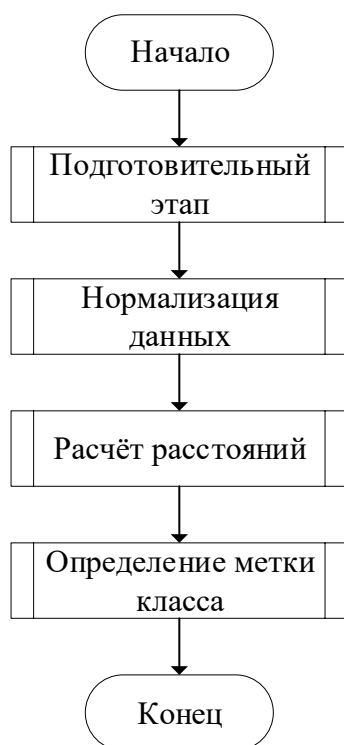 Начало
Подготовительный
этап
Нормализация
данных
Расчёт расстояний
Определение метки
класса
Конец